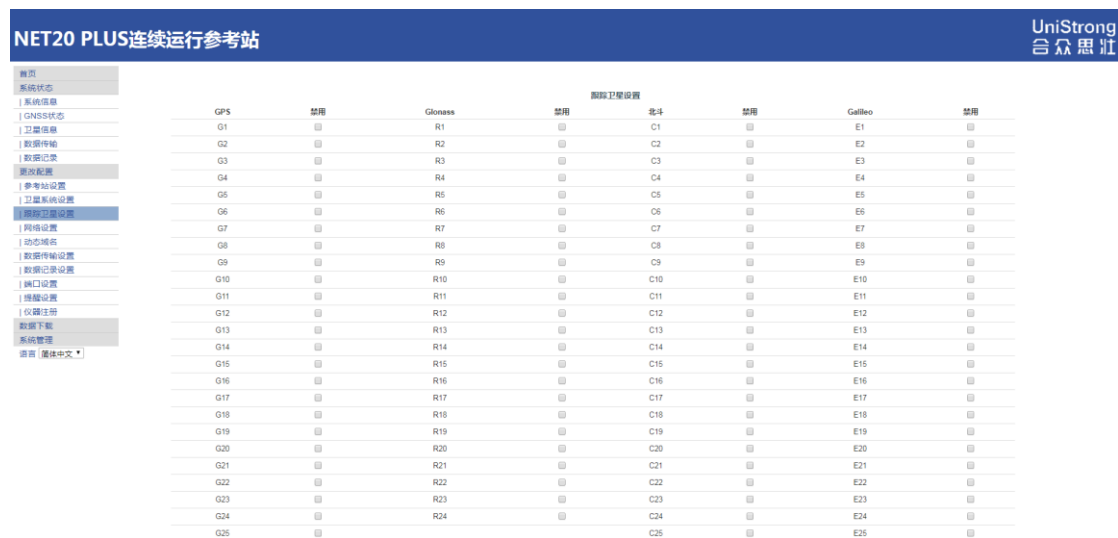 NET20 PLUS连续运行参考站
UniStrong
合众思壮
首页
系统状态
| 系统信息
| GNSS状态
| 卫星信息
| 数据传输
| 数据记录
更改配置
| 参考站设置
| 卫星系统设置
| 跟踪卫星设置
| 网络设置
| 动态域名
| 数据传输设置
| 数据记录设置
| 端口设置
| 提醒设置
| 仪器注册
数据下载
系统管理
语言 简体中文
跟踪卫星设置
GPS 禁用 Glonass 禁用 北斗 禁用 Galileo 禁用
G1 R1 C1 E1
G2 R2 C2 E2
G3 R3 C3 E3
G4 R4 C4 E4
G5 R5 C5 E5
G6 R6 C6 E6
G7 R7 C7 E7
G8 R8 C8 E8
G9 R9 C9 E9
G10 R10 C10 E10
G11 R11 C11 E11
G12 R12 C12 E12
G13 R13 C13 E13
G14 R14 C14 E14
G15 R15 C15 E15
G16 R16 C16 E16
G17 R17 C17 E17
G18 R18 C18 E18
G19 R19 C19 E19
G20 R20 C20 E20
G21 R21 C21 E21
G22 R22 C22 E22
G23 R23 C23 E23
G24 R24 C24 E24
G25 C25 E25